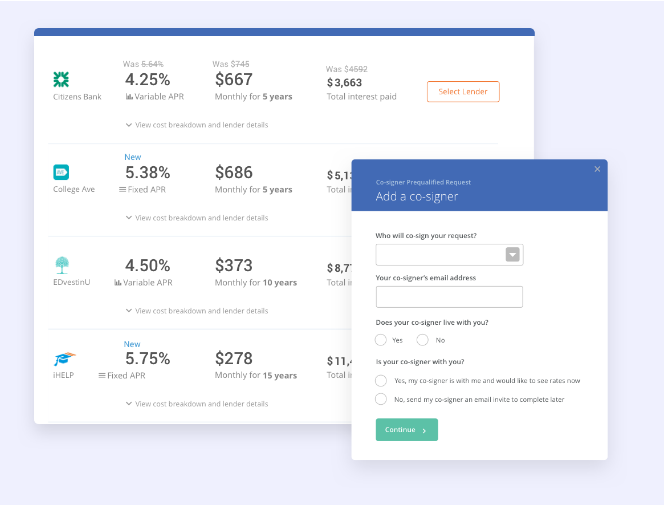 Was 5.64%
Was $745
Was $4592
4.25%
$667
$3,663
Citizens Bank
Variable APR
Monthly for 5 years
Total interest paid
Select Lender
View cost breakdown and lender details
New
5.38%
$686
$5,1
College Ave
Fixed APR
Monthly for 5 years
Total i
View cost breakdown and lender details
4.50%
$373
$8,7
EDvestinU
Variable APR
Monthly for 10 years
Total i
View cost breakdown and lender details
New
5.75%
$278
$11,
iHELP
Fixed APR
Monthly for 15 years
Total i
View cost breakdown and lender details
Co-signer Prequalified Request
Add a co-signer
Who will co-sign your request?
Your co-signer's email address
Does your co-signer live with you?
Yes
No
Is your co-signer with you?
Yes, my co-signer is with me and would like to see rates now
No, send my co-signer an email invite to complete later
Continue